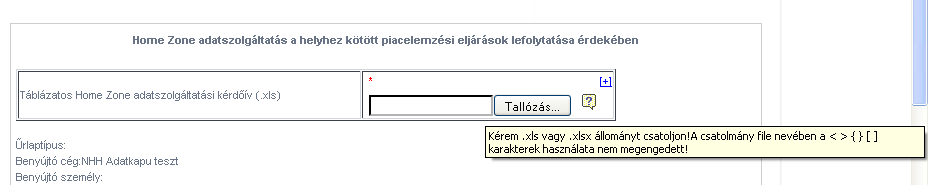 Home Zone adatszolgáltatás a helyhez kötött piacelemzési eljárások lefolytatása érdekében
* [+]
Táblázatos Home Zone adatszolgáltatási kérdőív (.xls)
Tallózás... ?
Kérem .xls vagy .xlsx állományt csatoljon!A csatolmány file nevében a < > { } [ ]
karakterek használata nem megengedett!
Űrlaptípus:
Benyújtó cég:NHH Adatkapu teszt
Benyújtó személy: